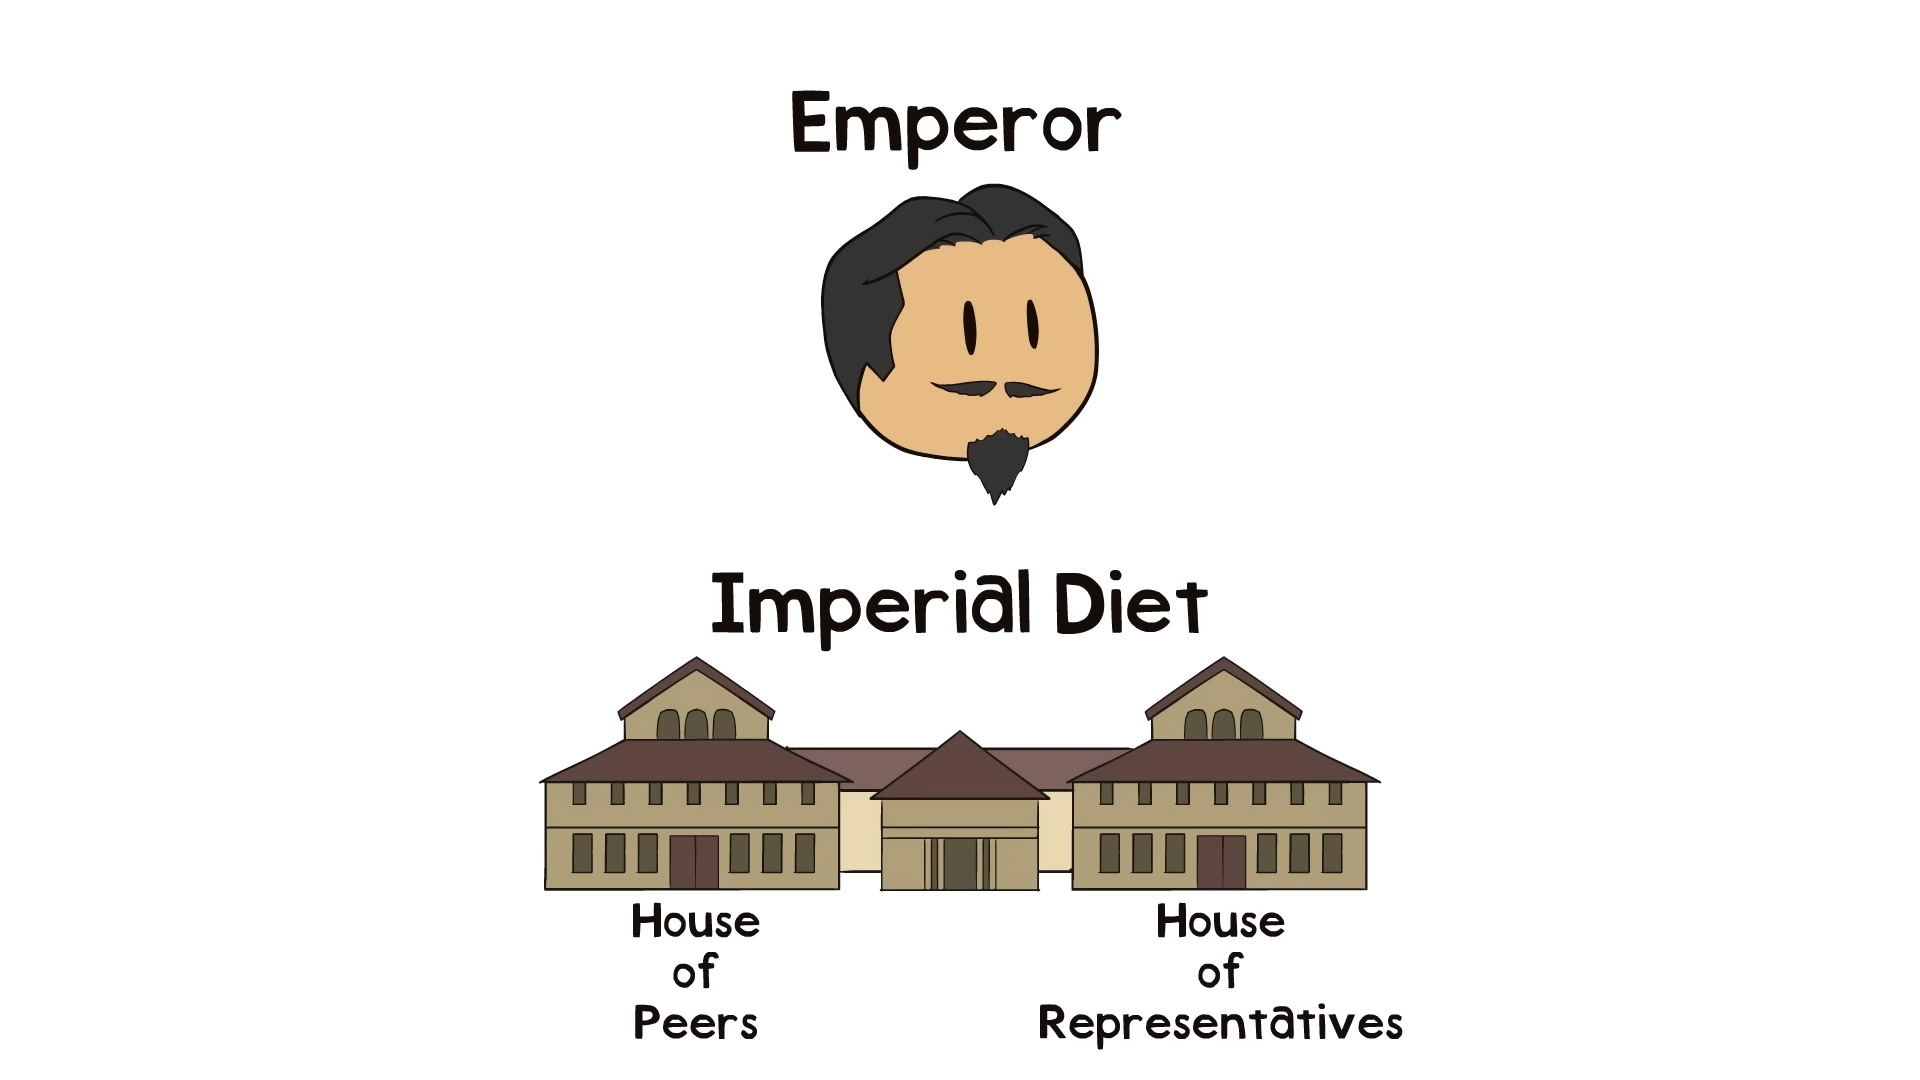 Emperor
Imperial Diet
House
of
Peers
House
of
Representatives